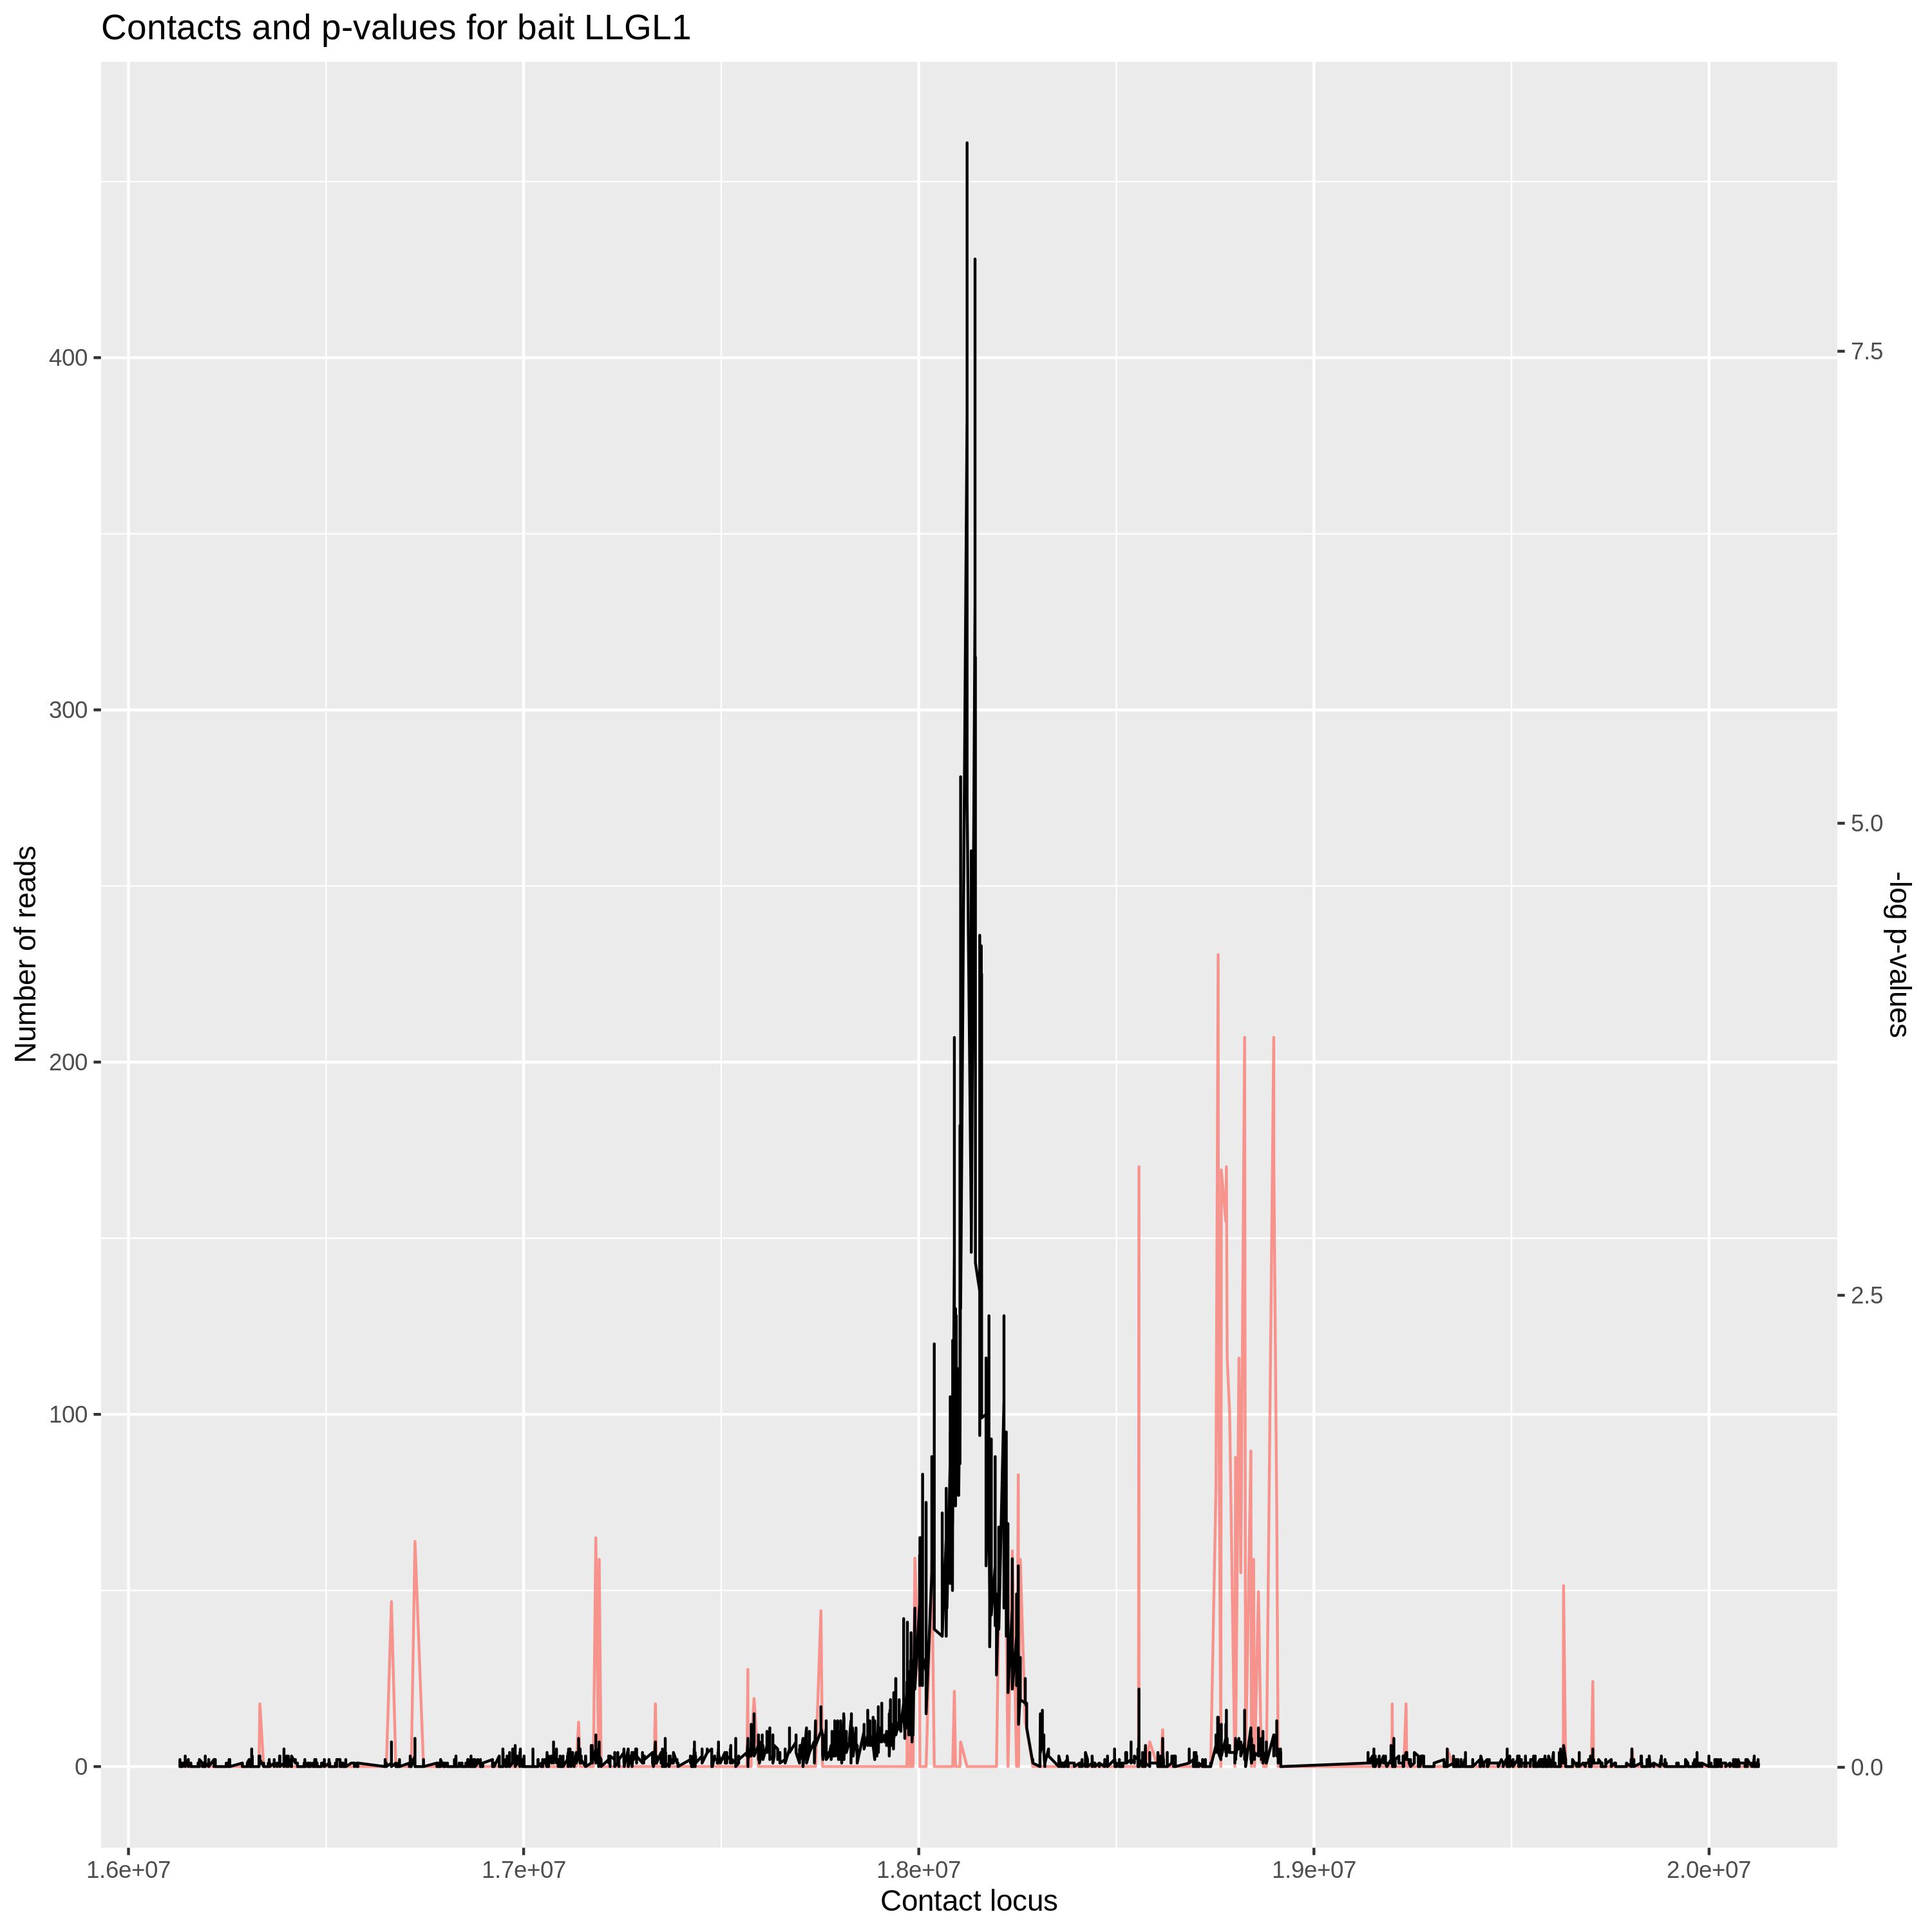 Contacts and p-values for bait LLGL1
Number of reads
400
300
200
100
0
7.5
5.0
2.5
0.0
-log p-values
1.6e+07
1.7e+07
1.8e+07
1.9e+07
2.0e+07
Contact locus